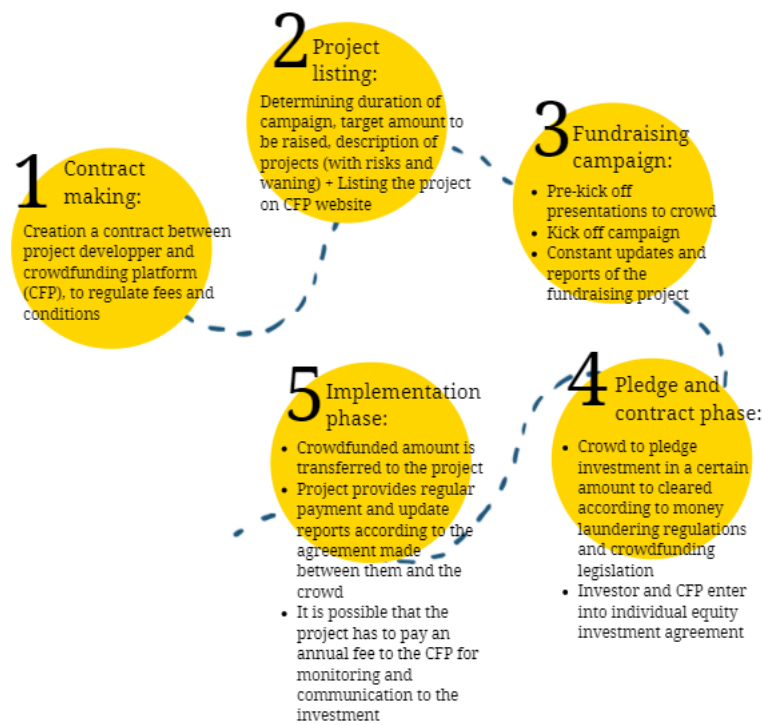 1
Contract
making:
Creation a contract between
project developper and
crowdfunding platform
(CFP), to regulate fees and
conditions
2
Project
listing:
Determining duration of
campaign, target amount to
be raised, description of
projects (with risks and
waning) + Listing the project
on CFP website
3
Fundraising
campaign:
• Pre-kick off
presentations to crowd
• Kick off campaign
• Constant updates and
reports of the
fundraising project
4
Pledge and
contract phase:
• Crowd to pledge
investment in a certain
amount to cleared
according to money
laundering regulations
and crowdfunding
legislation
• Investor and CFP enter
into individual equity
investment agreement
5
Implementation
phase:
• Crowdfunded amount is
transferred to the project
• Project provides regular
payment and update
reports according to the
agreement made
between them and the
crowd
• It is possible that the
project has to pay an
annual fee to the CFP for
monitoring and
communication to the
investment